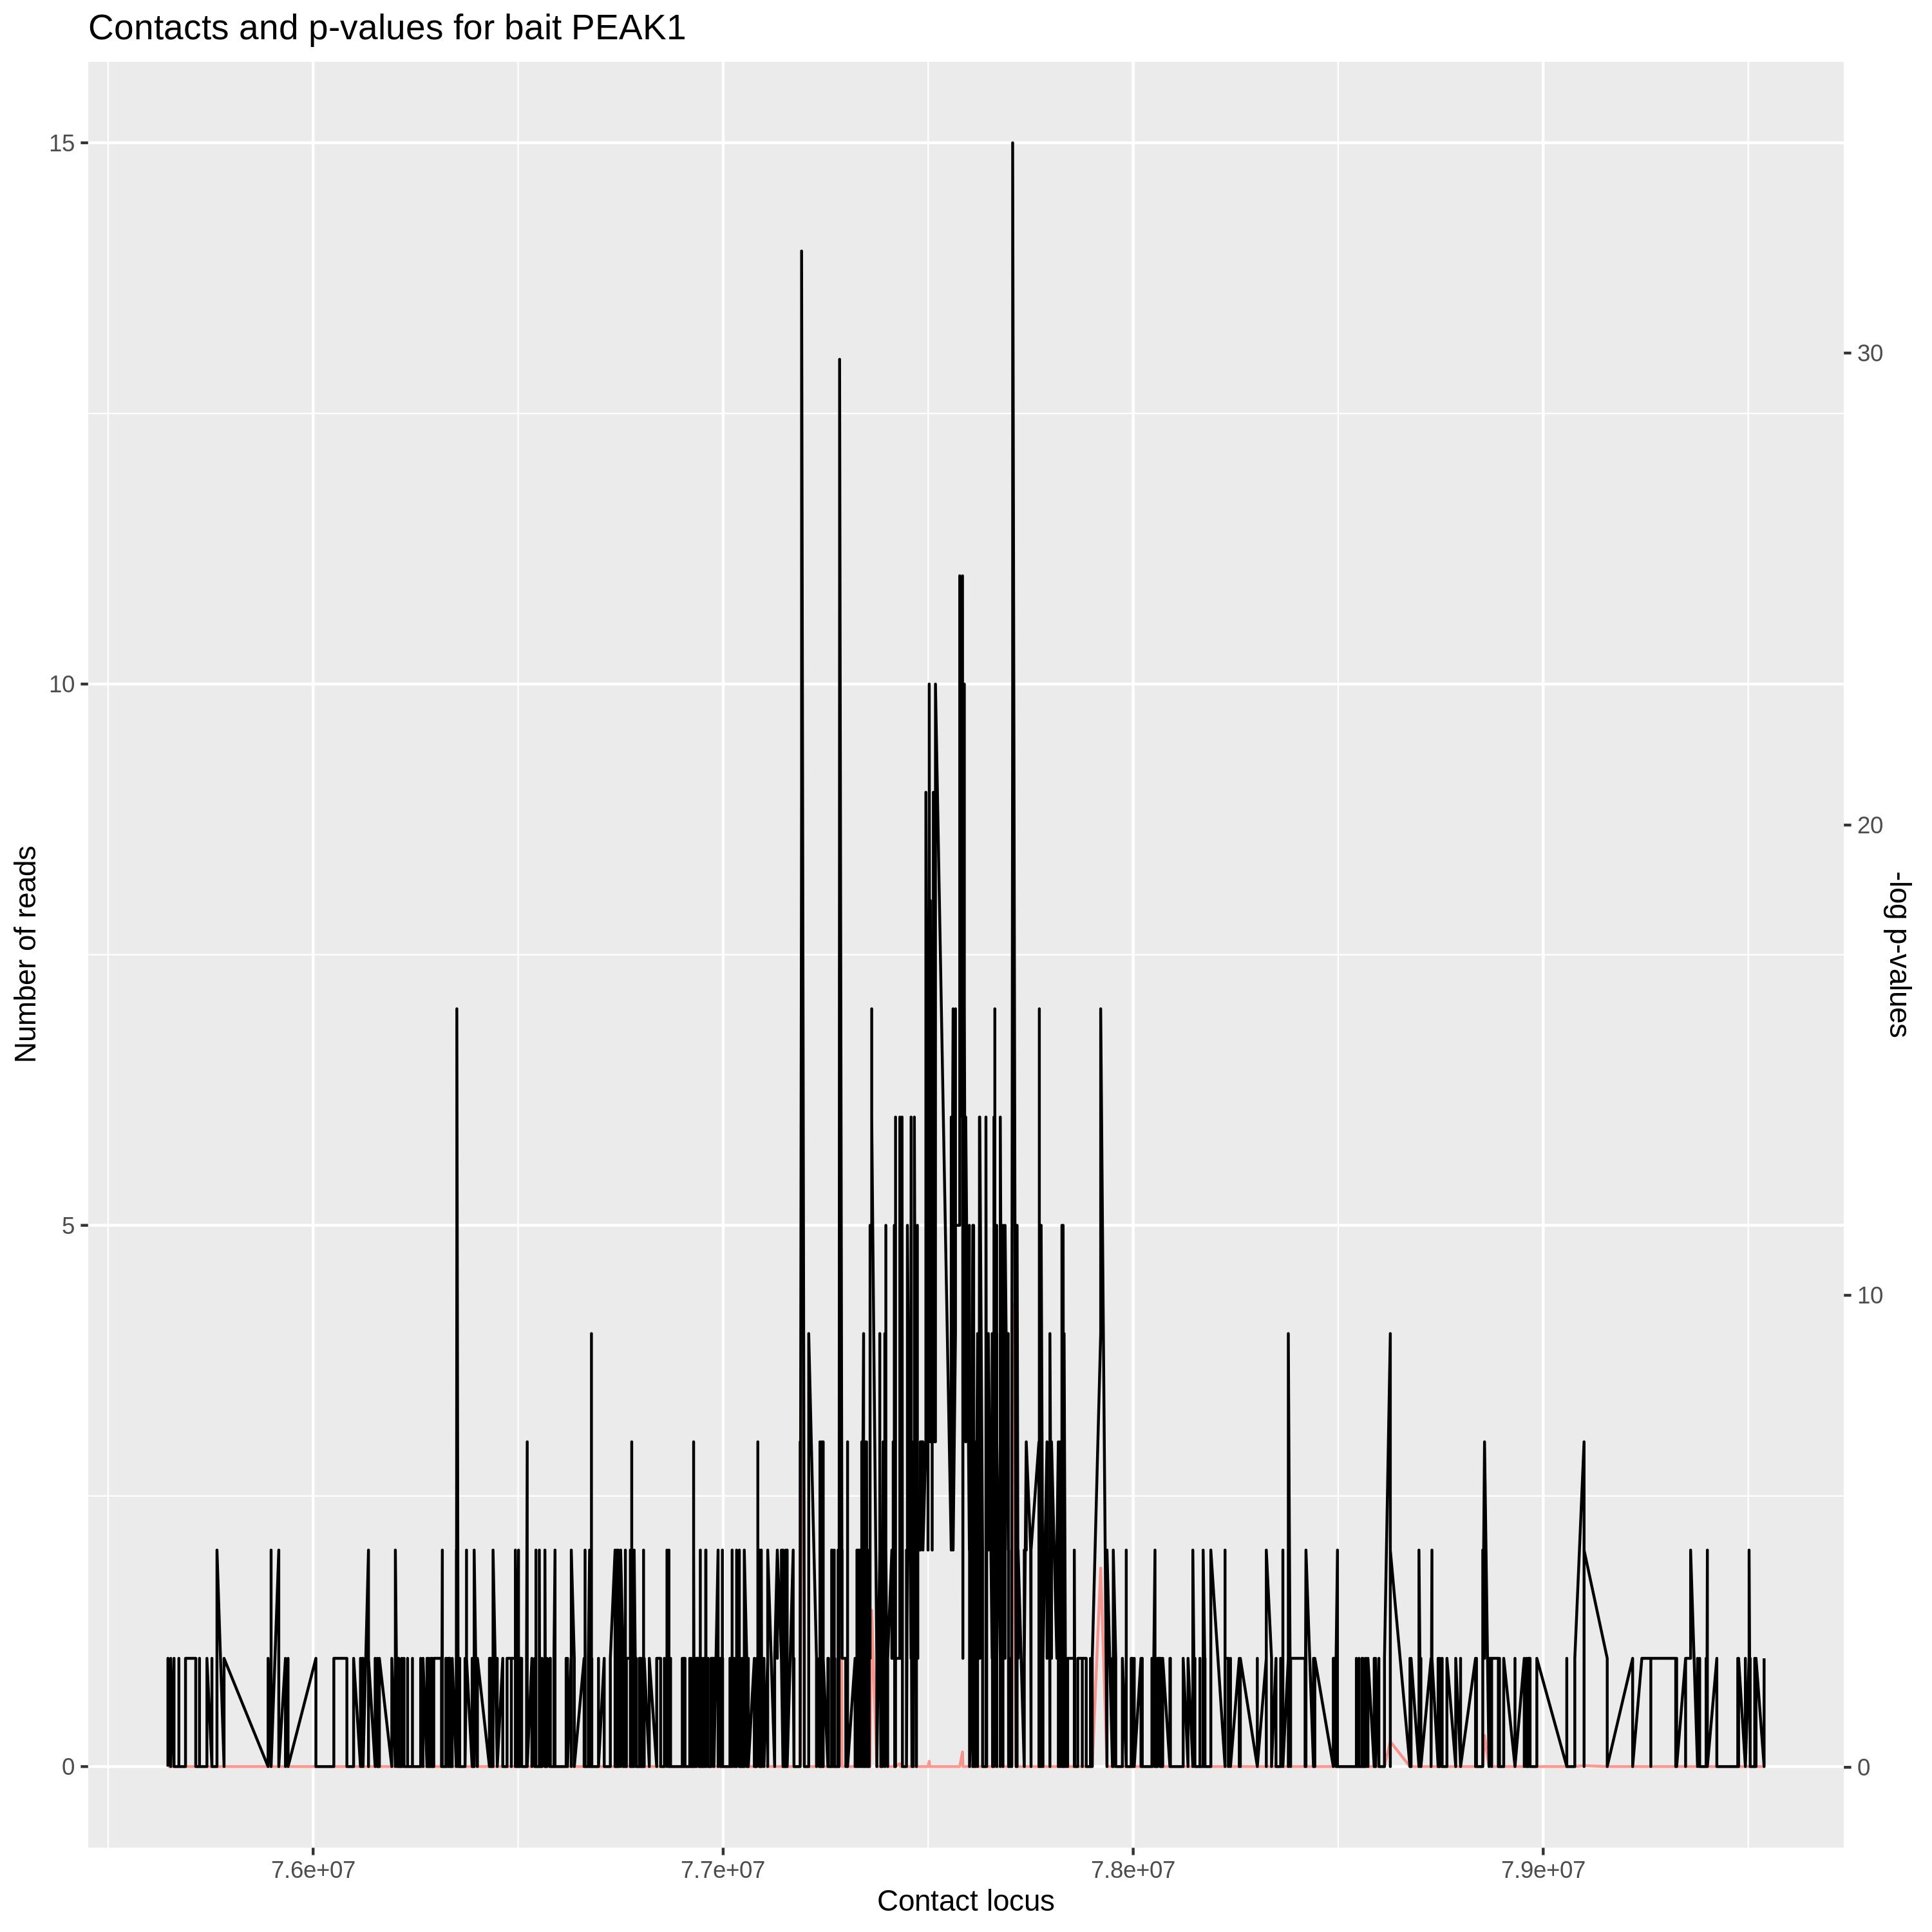 Contacts and p-values for bait PEAK1
15
10
5
0
30
20
10
0
Number of reads
-log p-values
7.6e+07 7.7e+07 7.8e+07 7.9e+07
Contact locus